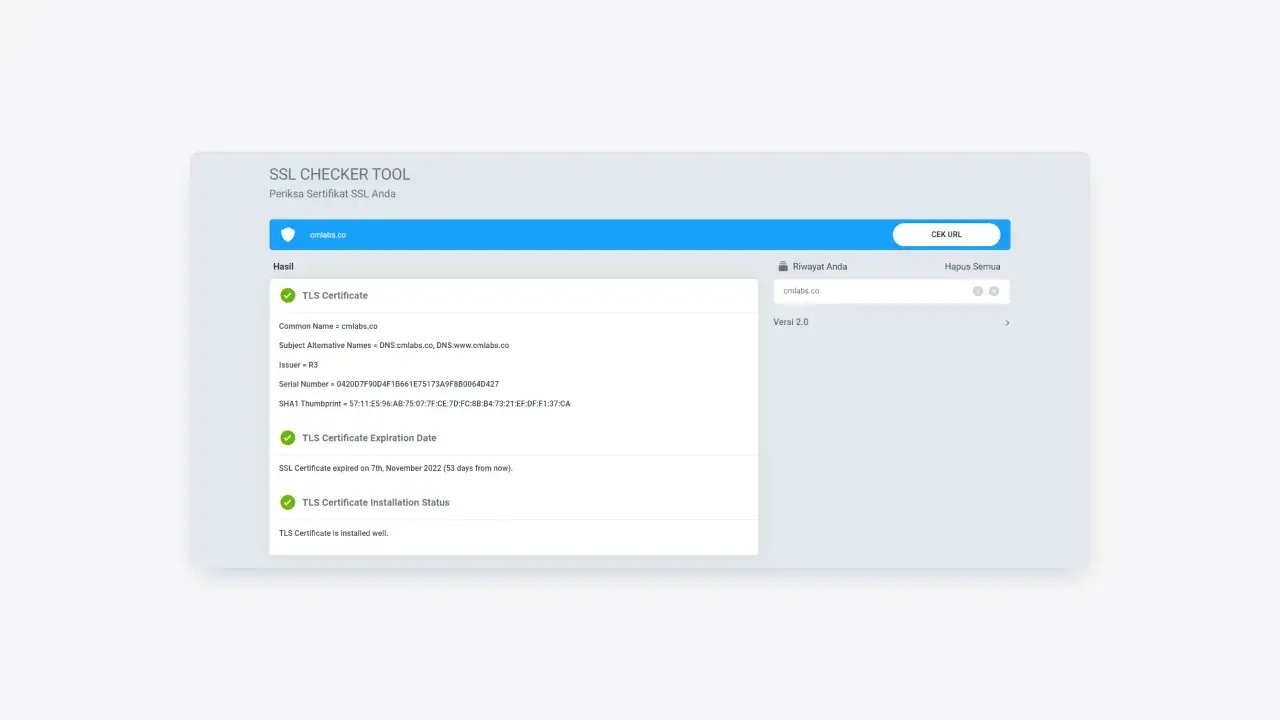 SSL CHECKER TOOL
Periksa Sertifikat SSL Anda
cmlabs.co
CEK URL
Hasil
TLS Certificate
Common Name = cmlabs.co
Subject Alternative Names = DNS:cmlabs.co, DNS:www.cmlabs.co
Issuer = R3
Serial Number = 0420D7F90D4F1B661E75173A9F8B0064D427
SHA1 Thumbprint = 57:11:E5:96:AB:75:07:7F:CE:7D:FC:8B:B4:73:21:EF:DF:F1:37:CA
TLS Certificate Expiration Date
SSL Certificate expired on 7th, November 2022 (53 days from now).
TLS Certificate Installation Status
TLS Certificate is installed well.
Riwayat Anda
Hapus Semua
cmlabs.co
Versi 2.0